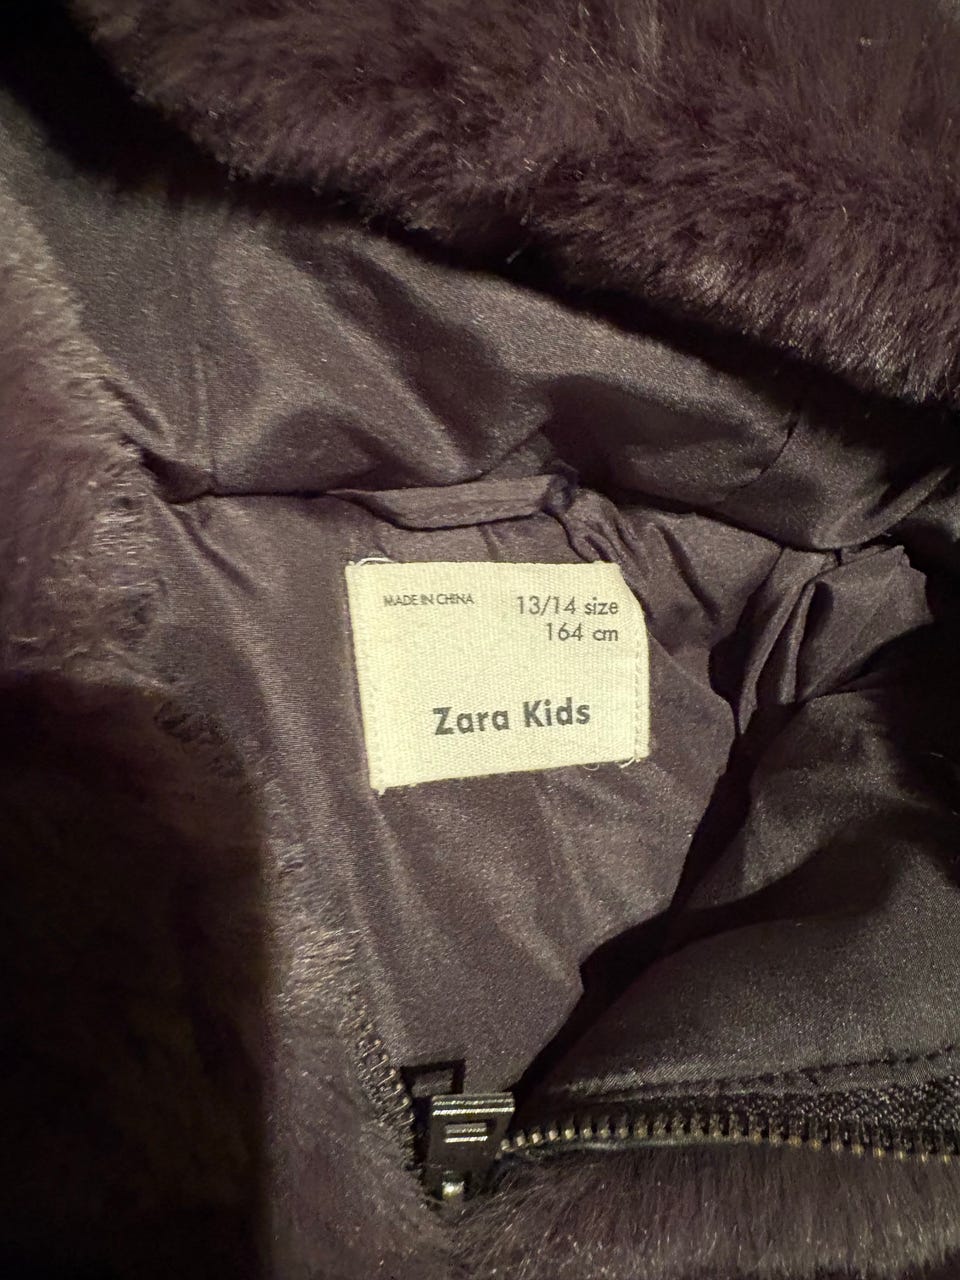 MADE IN CHINA
13/14 size
164 cm
Zara Kids